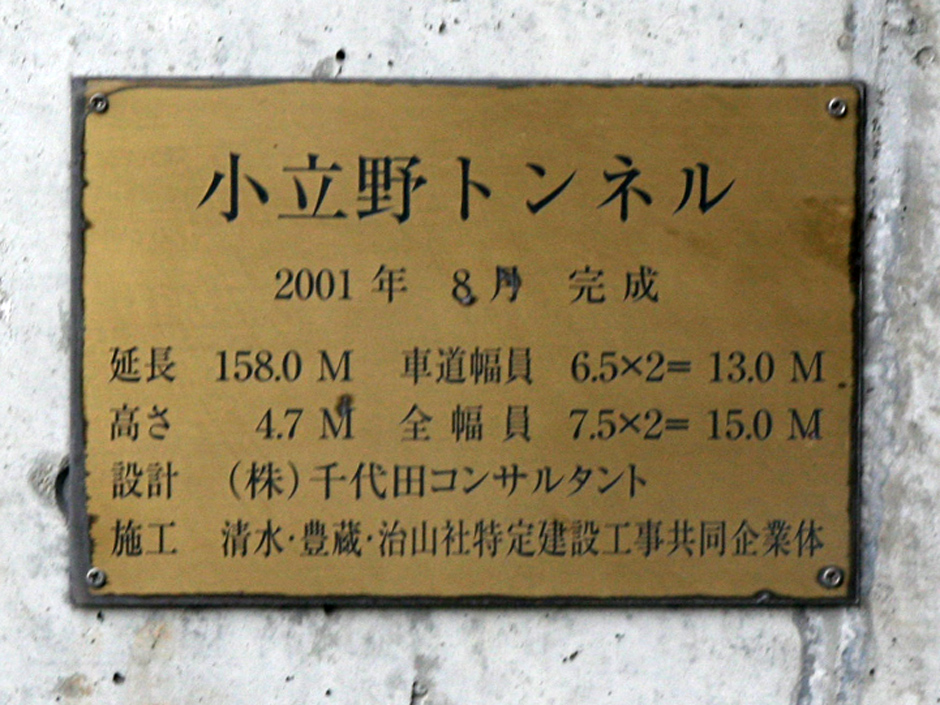 小立野トンネル
2001年 8月 完成
延長 158.0 M 車道幅員 6.5×2= 13.0 M
高さ 4.7 M 全幅員 7.5×2= 15.0 M
設計 (株)千代田コンサルタント
施工 清水・豊蔵・治山社特定建設工事共同企業体